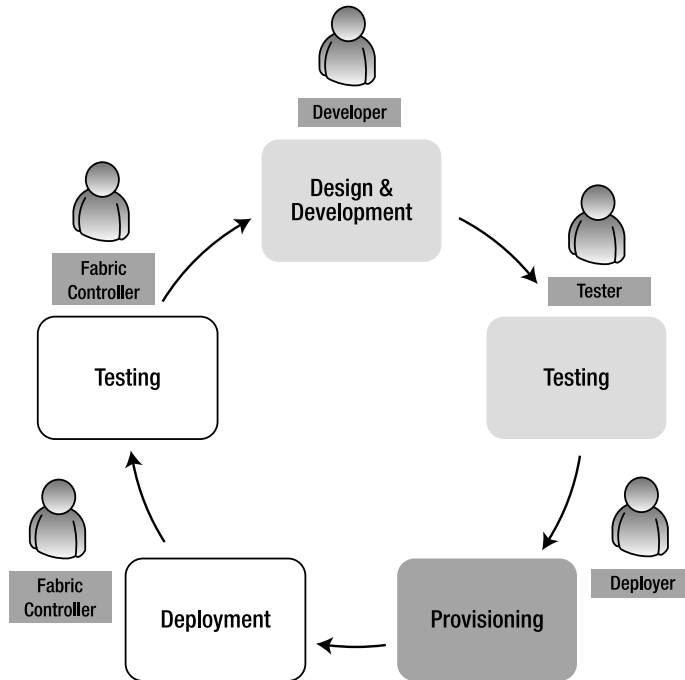 Developer
Design &
Development
Tester
Testing
Deployer
Provisioning
Fabric
Controller
Deployment
Fabric
Controller
Testing